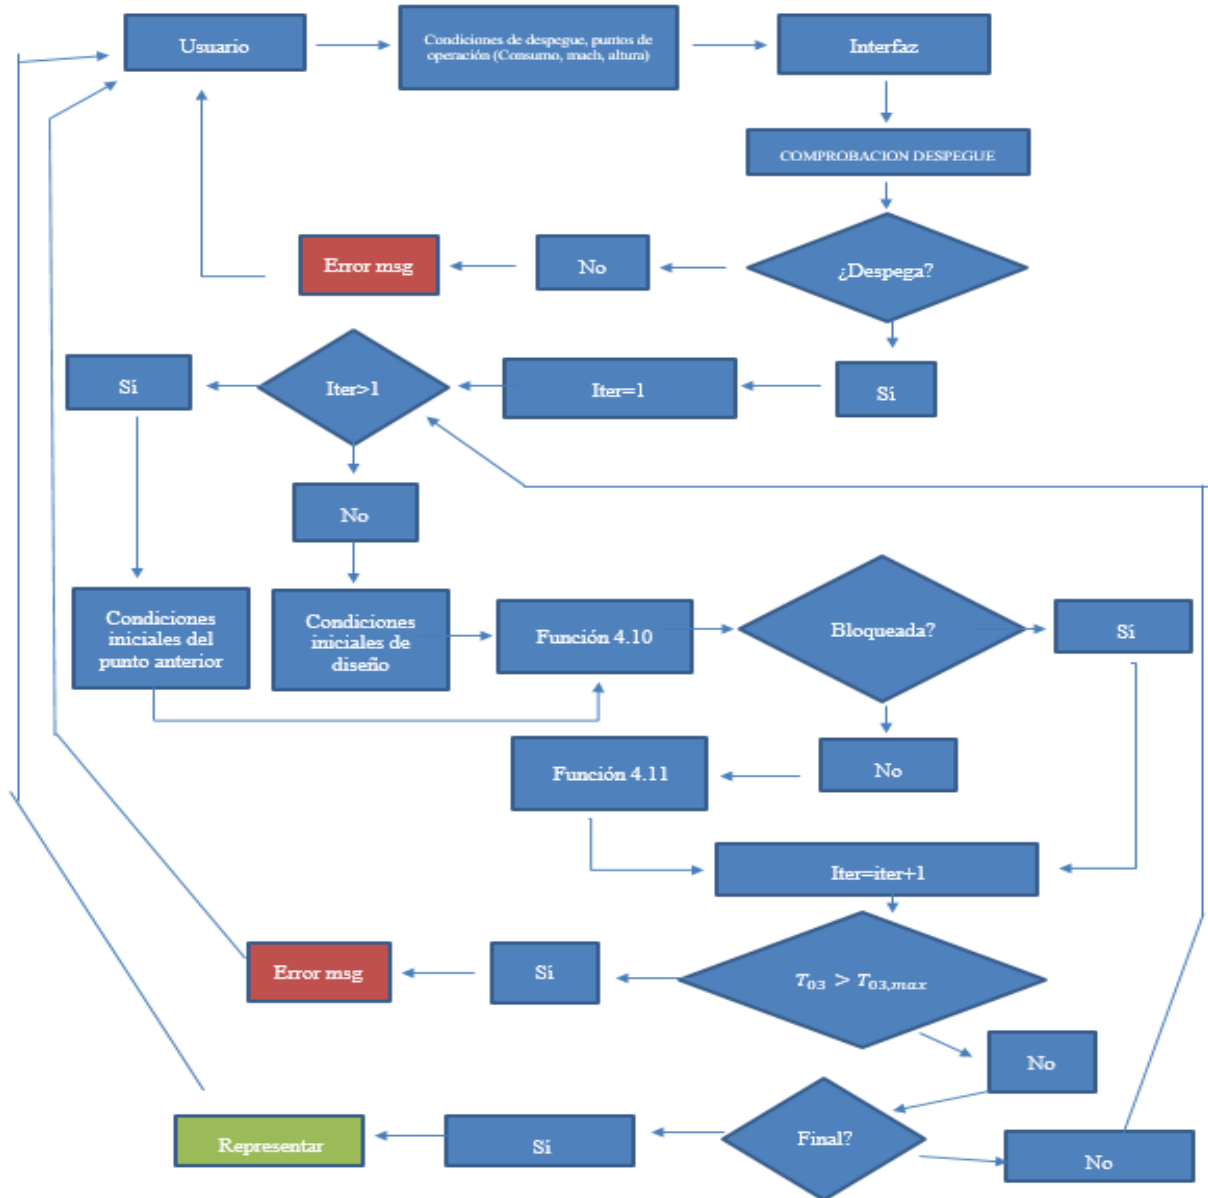 Usuario
Condiciones de despegue, puntos de
operación (Consumo, mach, altura)
Interfaz
COMPROBACION DESPEGUE
¿Despega?
No
Error msg
Sí
Iter=1
Iter>1
Sí
No
Condiciones
iniciales del
punto anterior
Condiciones
iniciales de
diseño
Función 4.10
Bloqueada?
Sí
No
Función 4.11
Iter=iter+1
T₀₃ > T₀₃,max
Sí
Error msg
No
Final?
Sí
Representar
No